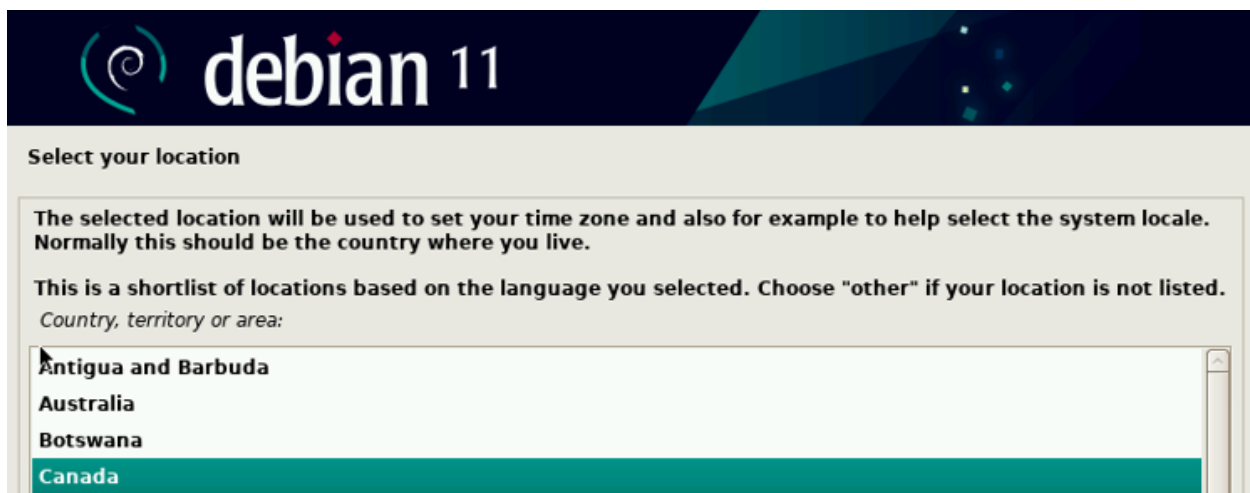 debian 11
Select your location
The selected location will be used to set your time zone and also for example to help select the system locale.
Normally this should be the country where you live.
This is a shortlist of locations based on the language you selected. Choose "other" if your location is not listed.
Country, territory or area:
Antigua and Barbuda
Australia
Botswana
Canada